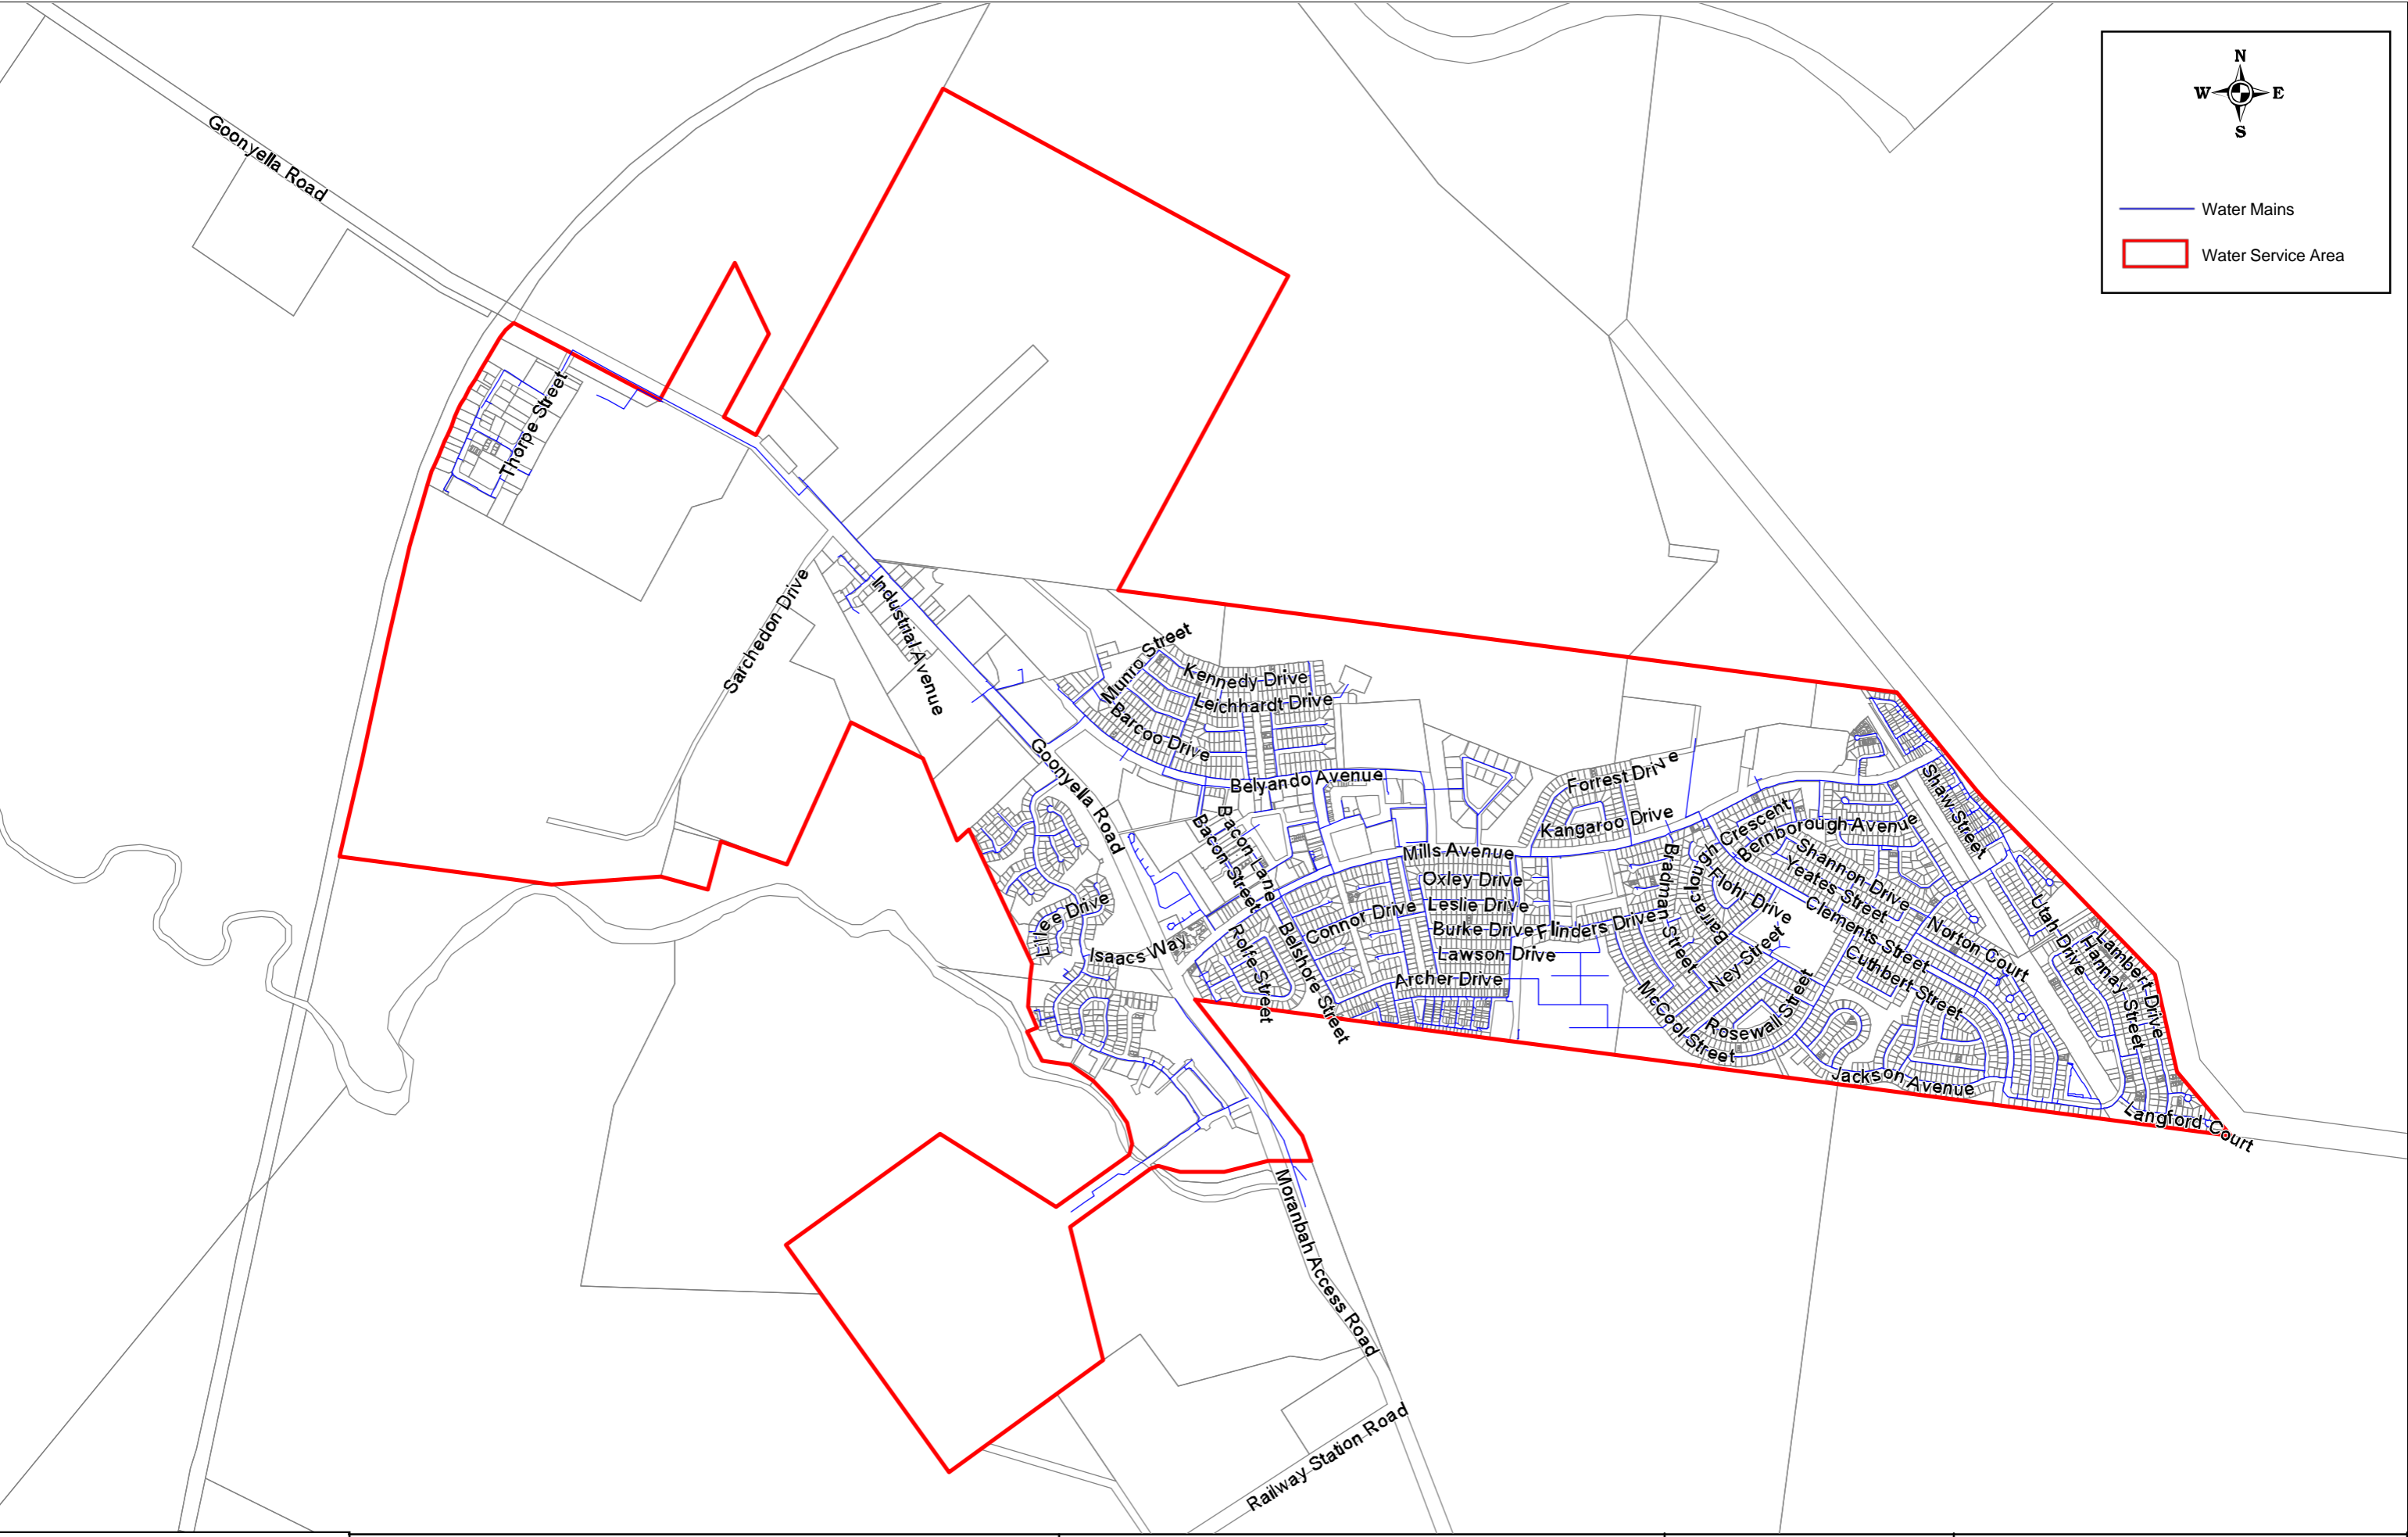 N
W E
S
Water Mains
Water Service Area
Goonyella Road
Thorpe Street
Sarchedon Drive
Industrial Avenue
Munro Street
Kennedy Drive
Leichhardt Drive
Barcoo Drive
Goonyella Road
Belyando Avenue
Bacon Lane
Bacon Street
Forrest Drive
Kangaroo Drive
Mills Avenue
Oxley Drive
Leslie Drive
Connor Drive
Burke Drive
Flinders Drive
Lawson Drive
Archer Drive
Isaacs Way
Rolfe Street
Belshore Street
Bradman Street
Bairaclough Crescent
Bernborough Avenue
Shannon Drive
Yeates Street
Flohr Drive
Clements Street
Ney Street
Cuthbert Street
Norton Court
Shaw Street
Utah Drive
Lambert Drive
Hannay Street
McCool Street
Rosewall Street
Jackson Avenue
Langford Court
Moranbah Access Road
Railway Station Road